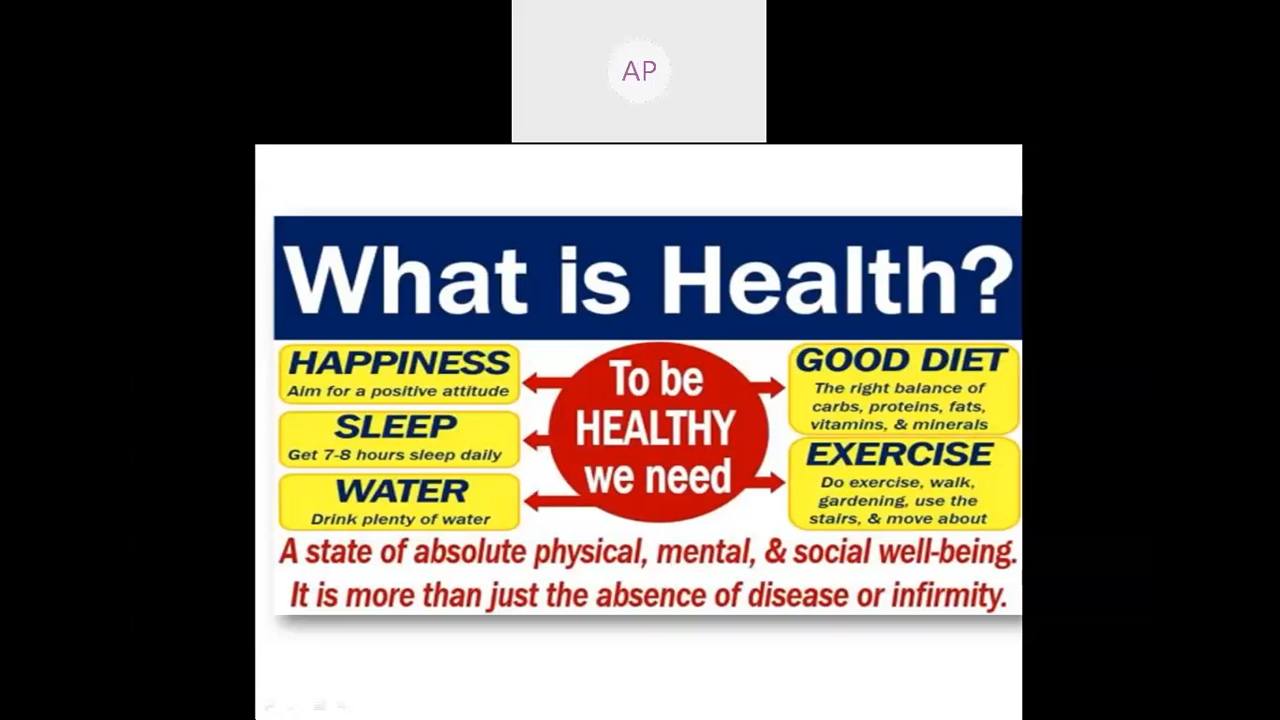 AP
What is Health?
HAPPINESS
Aim for a positive attitude
SLEEP
Get 7-8 hours sleep daily
WATER
Drink plenty of water
To be
HEALTHY
we need
GOOD DIET
The right balance of
carbs, proteins, fats,
vitamins, & minerals
EXERCISE
Do exercise, walk,
gardening, use the
stairs, & move about
A state of absolute physical, mental, & social well-being.
It is more than just the absence of disease or infirmity.